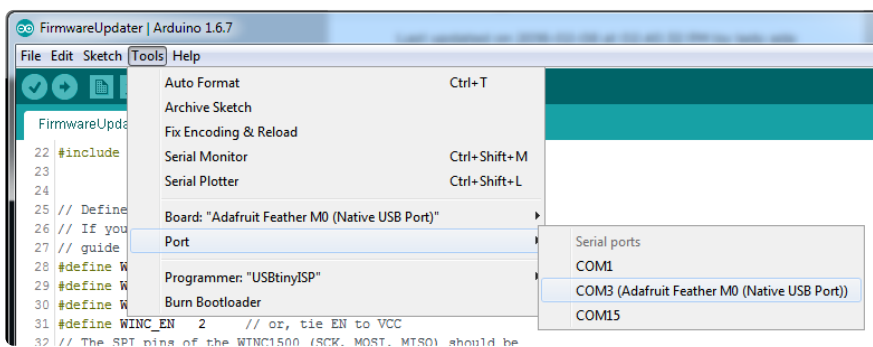 FirmwareUpdater | Arduino 1.6.7
File Edit Sketch Tools Help
Auto Format Ctrl+T
Archive Sketch
FirmwareUpda
Fix Encoding & Reload
22 #include
Serial Monitor Ctrl+Shift+M
23
Serial Plotter Ctrl+Shift+L
24
25 // Define
Board: "Adafruit Feather M0 (Native USB Port)"
26 // If you
Port
Serial ports
27 // guide
COM1
28 #define W
Programmer: "USBtinyISP"
29 #define W
COM3 (Adafruit Feather M0 (Native USB Port))
30 #define W
Burn Bootloader
COM15
31 #define WINC_EN 2 // or, tie EN to VCC
32 // The SPI pins of the WINC1500 (SCK, MOSI, MISO) should be